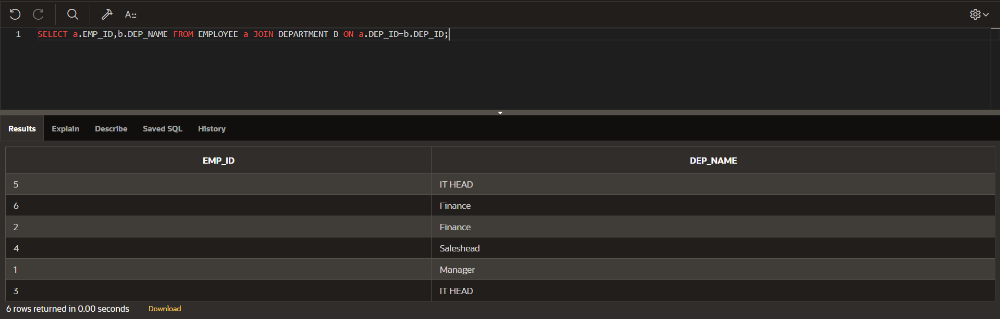 A::
1 SELECT a.EMP_ID,b.DEP_NAME FROM EMPLOYEE a JOIN DEPARTMENT B ON a.DEP_ID=b.DEP_ID;
Results Explain Describe Saved SQL History
EMP_ID DEP_NAME
5 IT HEAD
6 Finance
2 Finance
4 Saleshead
1 Manager
3 IT HEAD
6 rows returned in 0.00 seconds Download